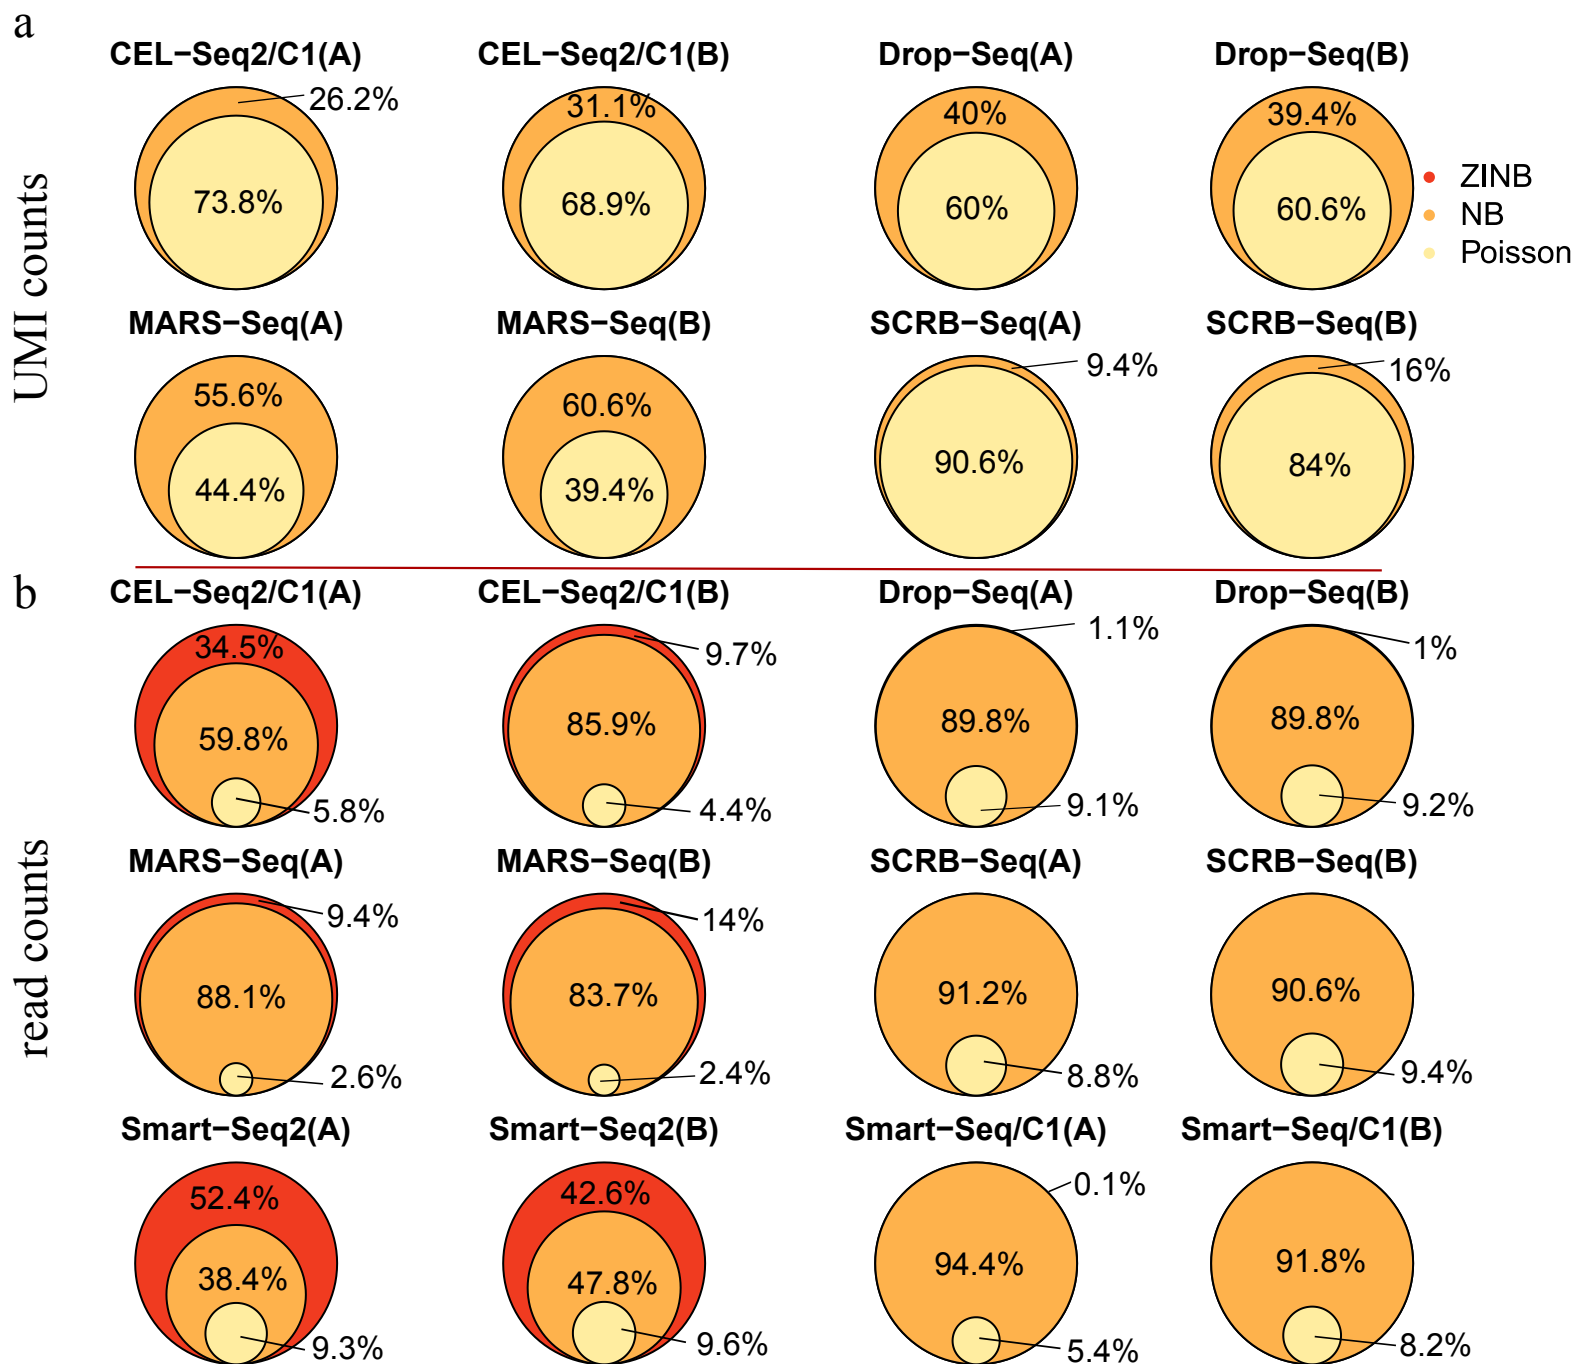 a
UMI counts
CEL−Seq2/C1(A)
26.2%
73.8%
CEL−Seq2/C1(B)
31.1%
68.9%
Drop−Seq(A)
40%
60%
Drop−Seq(B)
39.4%
60.6%
ZINB
NB
Poisson
MARS−Seq(A)
55.6%
44.4%
MARS−Seq(B)
60.6%
39.4%
SCRB−Seq(A)
9.4%
90.6%
SCRB−Seq(B)
16%
84%
b
read counts
CEL−Seq2/C1(A)
34.5%
59.8%
5.8%
CEL−Seq2/C1(B)
9.7%
85.9%
4.4%
Drop−Seq(A)
1.1%
89.8%
9.1%
Drop−Seq(B)
1%
89.8%
9.2%
MARS−Seq(A)
9.4%
88.1%
2.6%
MARS−Seq(B)
14%
83.7%
2.4%
SCRB−Seq(A)
91.2%
8.8%
SCRB−Seq(B)
90.6%
9.4%
Smart−Seq2(A)
52.4%
38.4%
9.3%
Smart−Seq2(B)
42.6%
47.8%
9.6%
Smart−Seq/C1(A)
0.1%
94.4%
5.4%
Smart−Seq/C1(B)
91.8%
8.2%